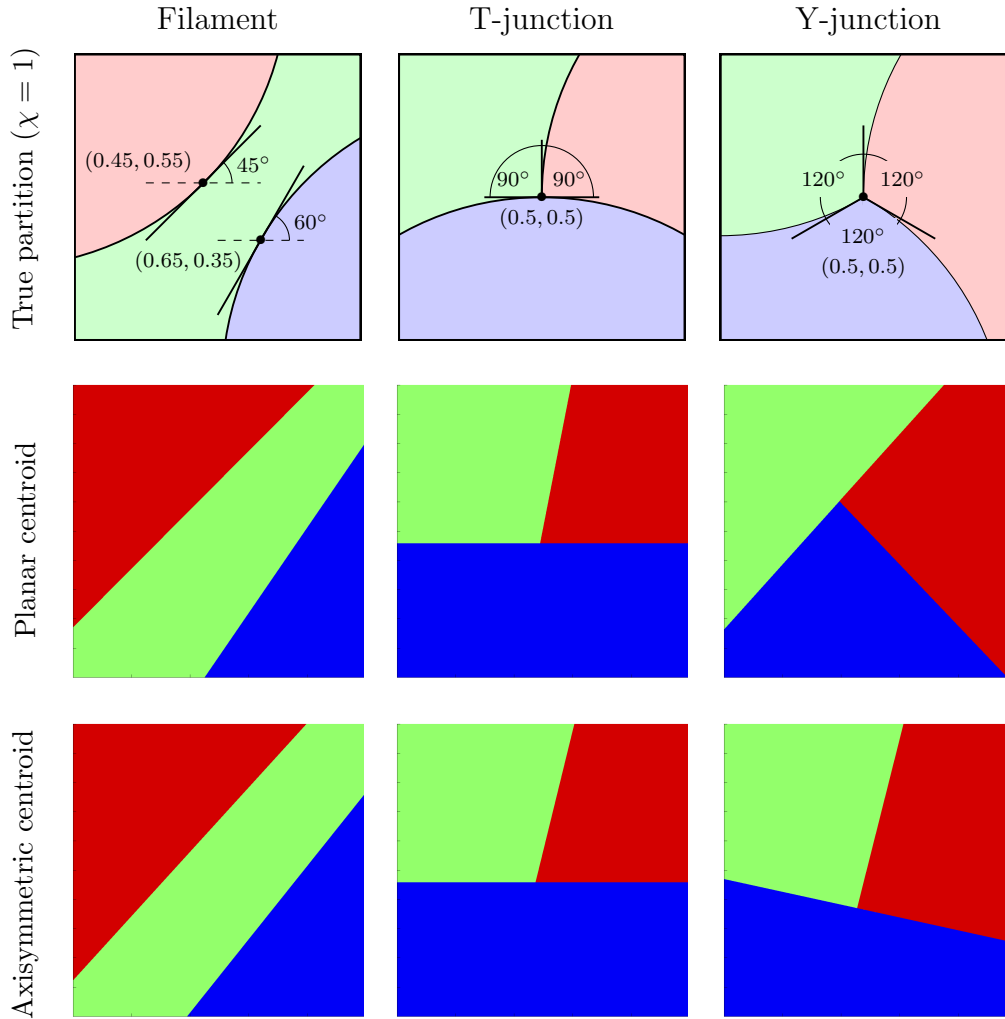 Filament
T-junction
Y-junction
True partition (χ = 1)
(0.45, 0.55)
45°
60°
(0.65, 0.35)
90°
90°
(0.5, 0.5)
120°
120°
120°
(0.5, 0.5)
Planar centroid
Axisymmetric centroid